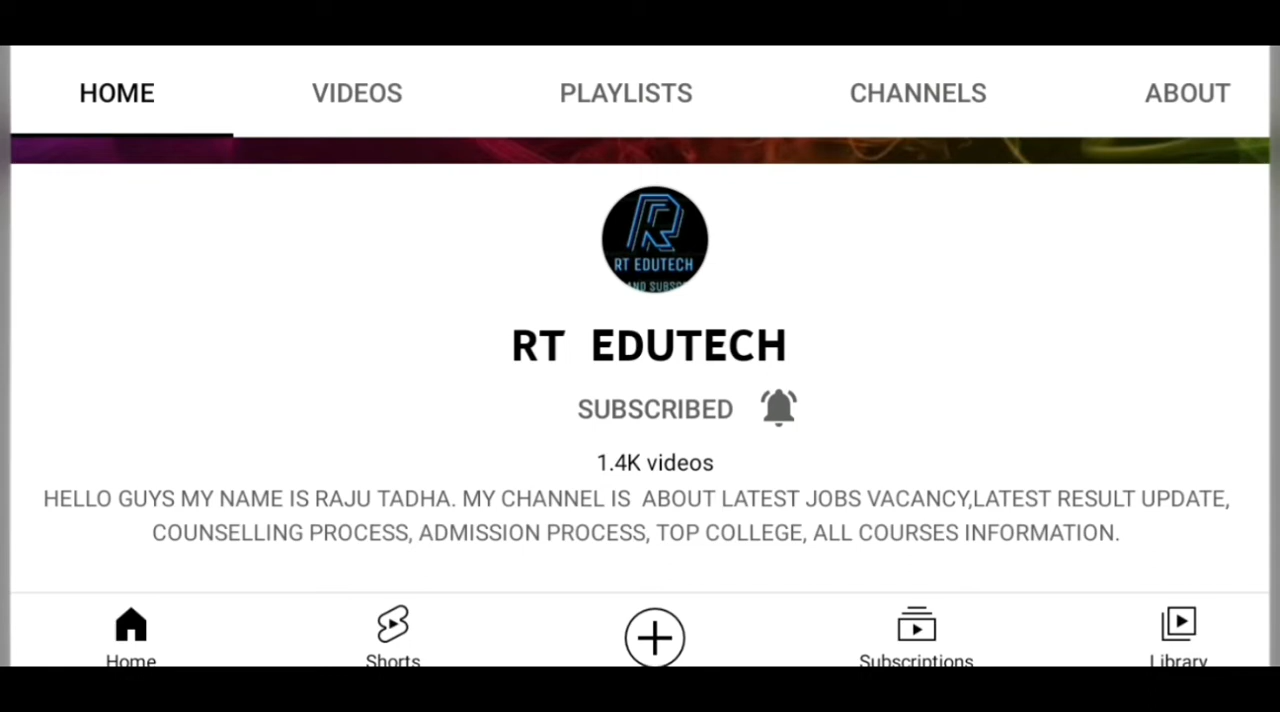 HOME VIDEOS PLAYLISTS CHANNELS ABOUT
RT EDUTECH
AND
RT EDUTECH
SUBSCRIBED
1.4K videos
HELLO GUYS MY NAME IS RAJU TADHA. MY CHANNEL IS ABOUT LATEST JOBS VACANCY,LATEST RESULT UPDATE,
COUNSELLING PROCESS, ADMISSION PROCESS, TOP COLLEGE, ALL COURSES INFORMATION.
Home Shorts Subscriptions Library